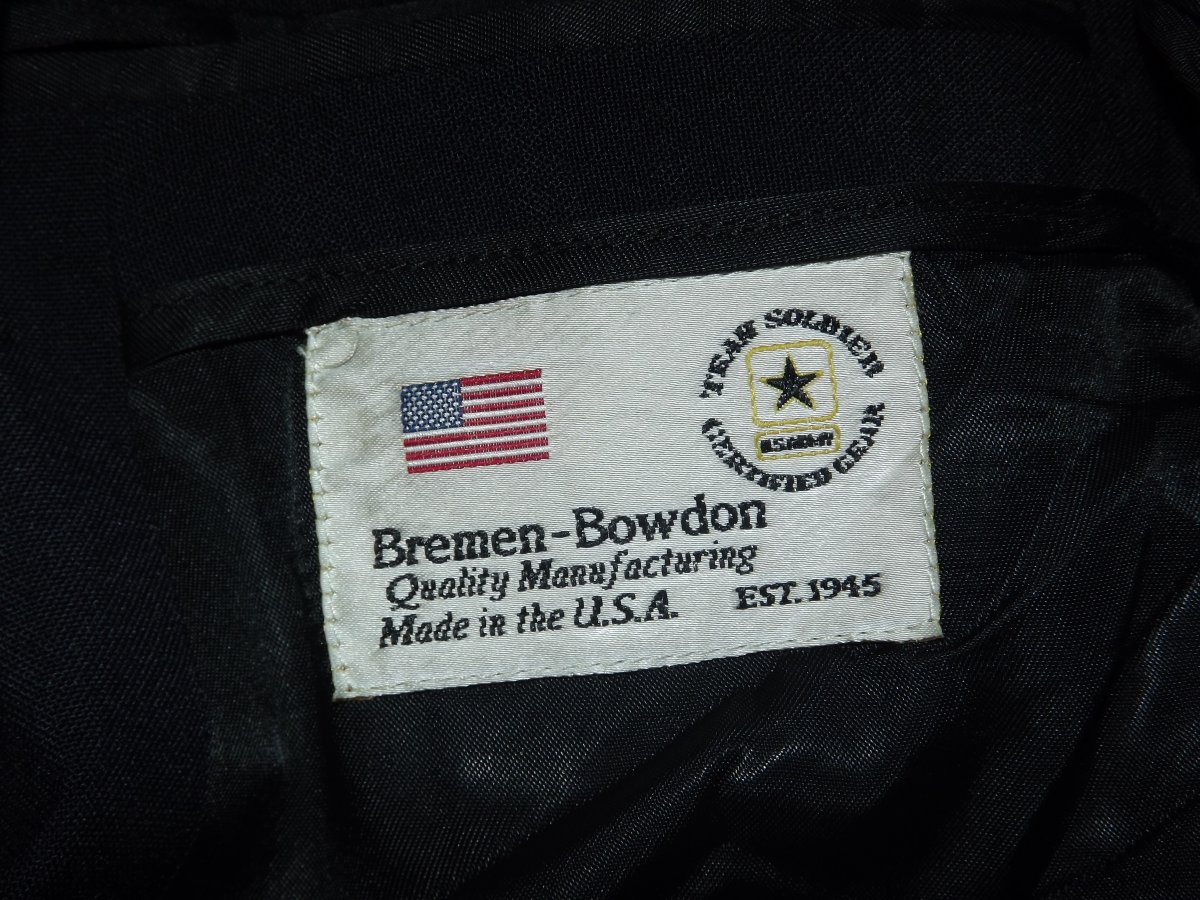 TEAM SOLDIER
U.S.ARMY
CERTIFIED GEAR
Bremen-Bowdon
Quality Manufacturing
Made in the U.S.A.
EST. 1945